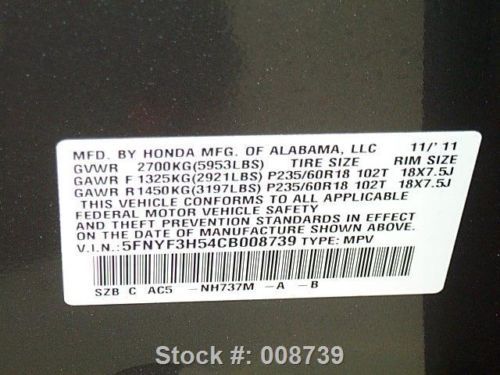 MFD. BY HONDA MFG. OF ALABAMA, LLC 11/'11
GVWR 2700KG(5953LBS) TIRE SIZE RIM SIZE
GAWR F 1325KG(2921LBS) P235/60R18 102T 18X7.5J
GAWR R1450KG(3197LBS) P235/60R18 102T 18X7.5J
THIS VEHICLE CONFORMS TO ALL APPLICABLE
FEDERAL MOTOR VEHICLE SAFETY
AND THEFT PREVENTION STANDARDS IN EFFECT
ON THE DATE OF MANUFACTURE SHOWN ABOVE.
V.I.N.: 5FNYF3H54CB008739 TYPE: MPV
SZB C AC5 -NH737M -A -B
Stock #: 008739